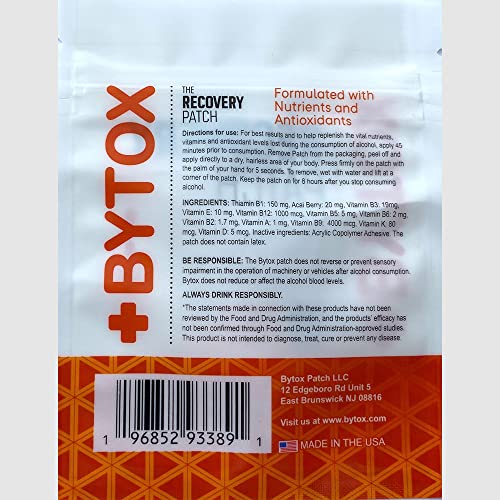 +BYTOX
THE
RECOVERY
PATCH
Formulated with
Nutrients and
Antioxidants
Directions for use: For best results and to help replenish the vital nutrients,
vitamins and antioxidant levels lost during the consumption of alcohol, apply 45
minutes prior to consumption. Remove Patch from the packaging, peel off and
apply directly to a dry, hairless area of your body. Press firmly on the patch with
the palm of your hand for 5 seconds. To remove, wet with water and lift at a
corner of the patch. Keep the patch on for 8 hours after you stop consuming
alcohol.
INGREDIENTS: Thiamin B1: 150 mg, Acai Berry: 20 mg, Vitamin B3: 19mg,
Vitamin E: 10 mg, Vitamin B12: 1000 mcg, Vitamin B5: 5 mg, Vitamin B6: 2 mg,
Vitamin B2: 1.7 mg, Vitamin A: 1 mg, Vitamin B9: 4000 mcg, Vitamin K: 80
mcg, Vitamin D: 5 mcg, Inactive ingredients: Acrylic Copolymer Adhesive. The
patch does not contain latex.
BE RESPONSIBLE: The Bytox patch does not reverse or prevent sensory
impairment in the operation of machinery or vehicles after alcohol consumption.
Bytox does not reduce or affect the alcohol blood levels.
ALWAYS DRINK RESPONSIBLY.
*The statements made in connection with these products have not been
reviewed by the Food and Drug Administration, and the products' efficacy has
not been confirmed through Food and Drug Administration-approved studies.
This product is not intended to diagnose, treat, cure or prevent any disease.
Bytox Patch LLC
12 Edgeboro Rd Unit 5
East Brunswick NJ 08816
Visit us at www.bytox.com
MADE IN THE USA
1 96852 93389 1